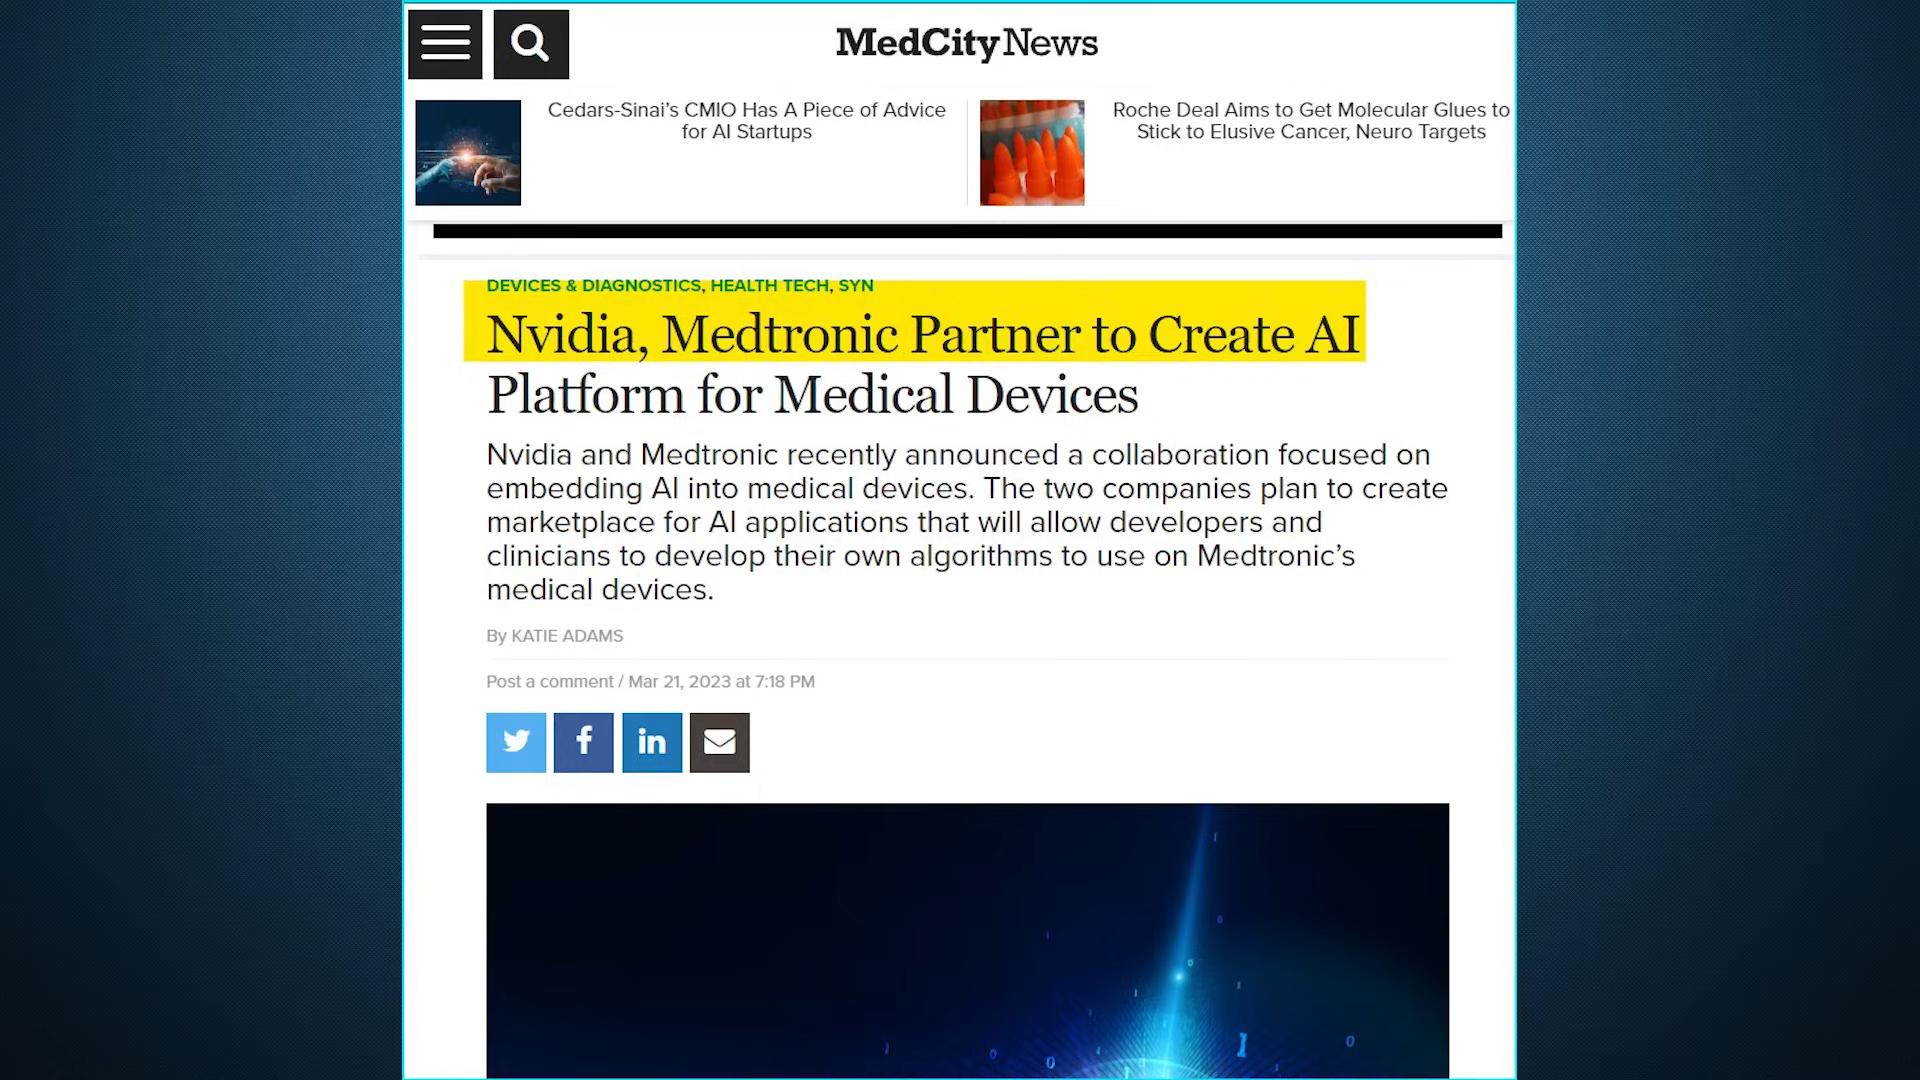 MedCityNews
Cedars-Sinai’s CMIO Has A Piece of Advice
for AI Startups
Roche Deal Aims to Get Molecular Glues to
Stick to Elusive Cancer, Neuro Targets
DEVICES & DIAGNOSTICS, HEALTH TECH, SYN
Nvidia, Medtronic Partner to Create AI
Platform for Medical Devices
Nvidia and Medtronic recently announced a collaboration focused on
embedding AI into medical devices. The two companies plan to create
marketplace for AI applications that will allow developers and
clinicians to develop their own algorithms to use on Medtronic’s
medical devices.
By KATIE ADAMS
Post a comment / Mar 21, 2023 at 7:18 PM